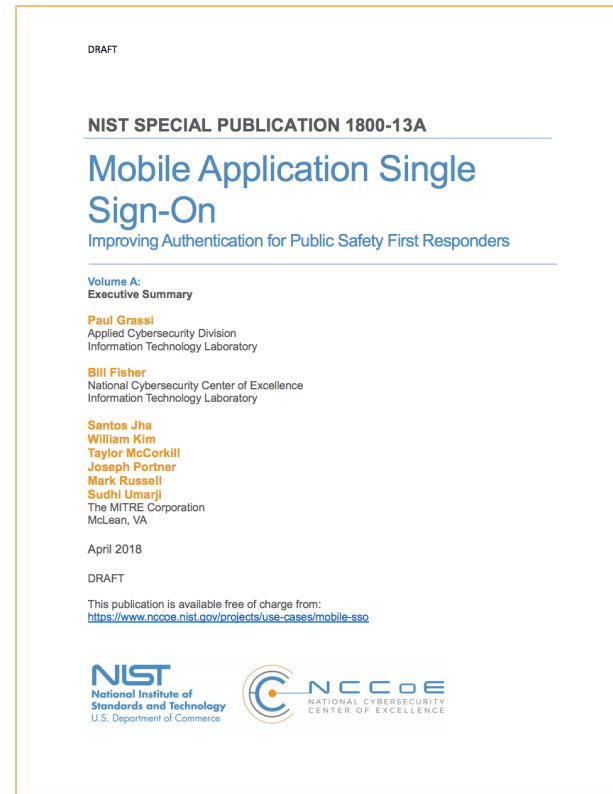 DRAFT
NIST SPECIAL PUBLICATION 1800-13A
Mobile Application Single
Sign-On
Improving Authentication for Public Safety First Responders
Volume A:
Executive Summary
Paul Grassi
Applied Cybersecurity Division
Information Technology Laboratory
Bill Fisher
National Cybersecurity Center of Excellence
Information Technology Laboratory
Santos Jha
William Kim
Taylor McCorkill
Joseph Portner
Mark Russell
Sudhi Umarji
The MITRE Corporation
McLean, VA
April 2018
DRAFT
This publication is available free of charge from:
https://www.nccoe.nist.gov/projects/use-cases/mobile-sso
NIST
National Institute of
Standards and Technology
U.S. Department of Commerce
NCCoE
NATIONAL CYBERSECURITY
CENTER OF EXCELLENCE